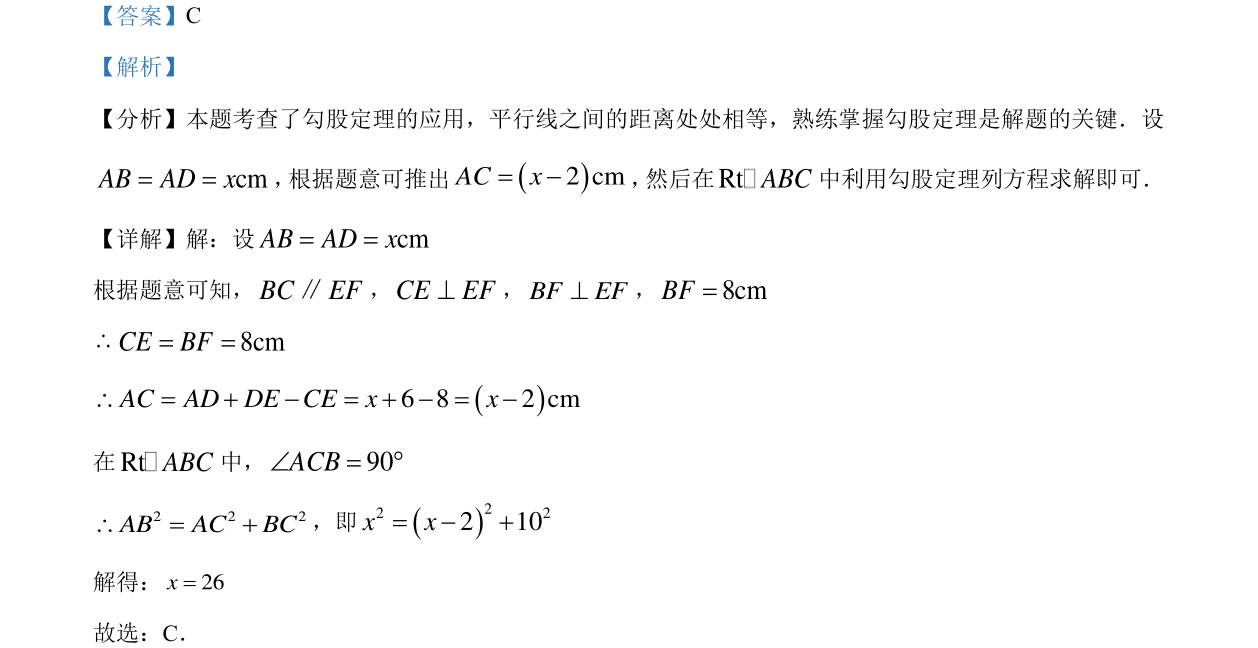 【答案】C
【解析】
【分析】本题考查了勾股定理的应用，平行线之间的距离处处相等，熟练掌握勾股定理是解题的关键．设
AB = AD = xcm，根据题意可推出 AC = (x − 2)cm，然后在 Rt□ABC 中利用勾股定理列方程求解即可．
【详解】解：设 AB = AD = xcm
根据题意可知， BC ∥ EF ， CE ⊥ EF ， BF ⊥ EF ， BF = 8cm
∴ CE = BF = 8cm
∴ AC = AD + DE − CE = x + 6 − 8 = (x − 2)cm
在 Rt□ABC 中， ∠ACB = 90°
∴ AB² = AC² + BC² ，即 x² = (x − 2)² + 10²
解得： x = 26
故选：C．